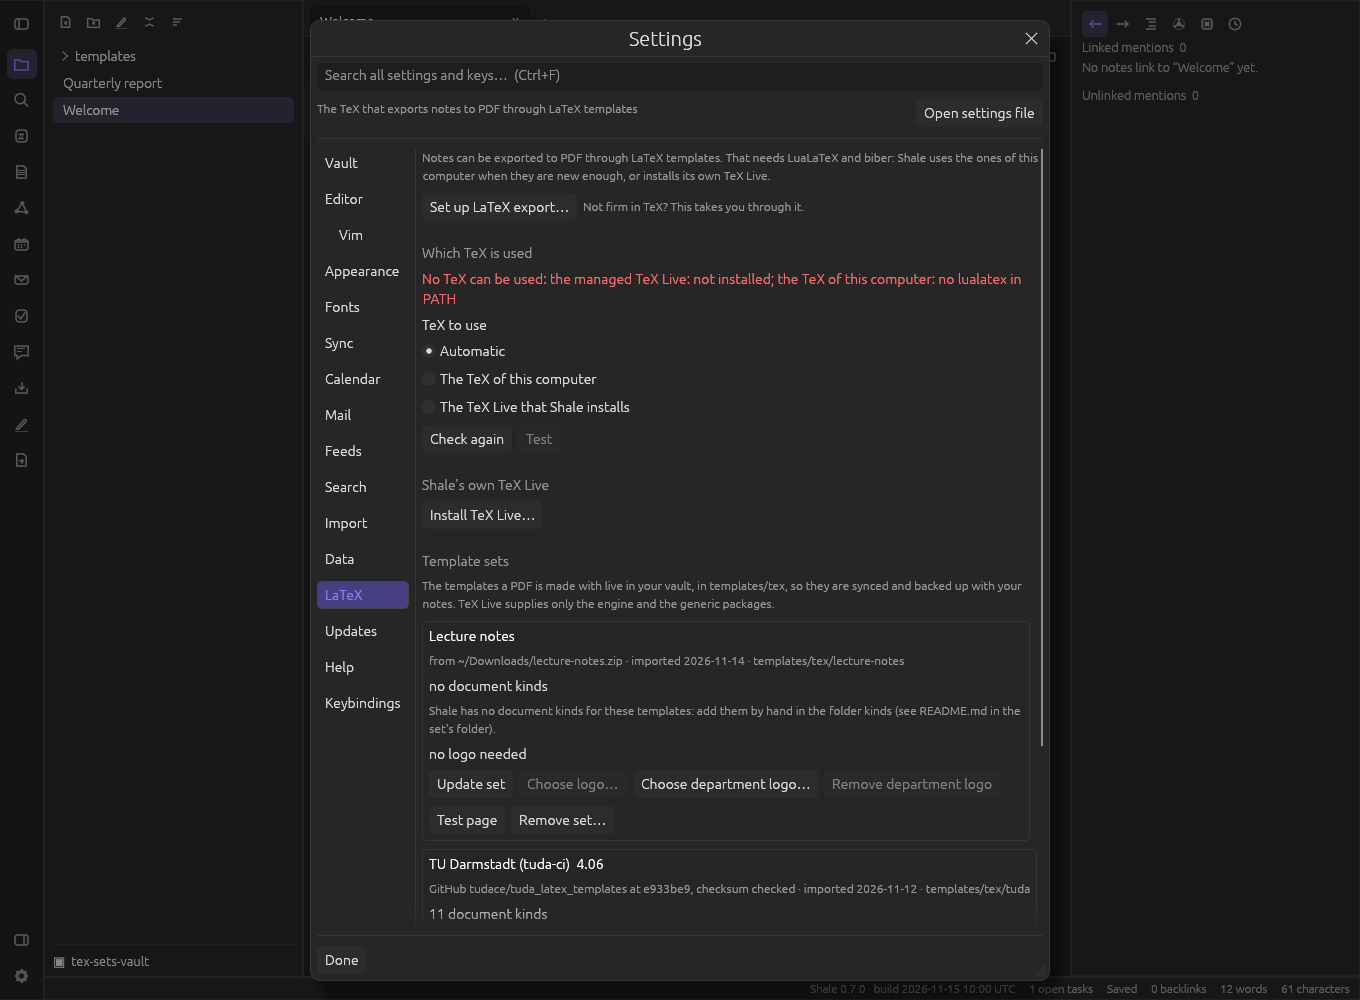 Settings
Search all settings and keys… (Ctrl+F)
The TeX that exports notes to PDF through LaTeX templates
Open settings file
templates
Quarterly report
Welcome
tex-sets-vault
Vault
Editor
Vim
Appearance
Fonts
Sync
Calendar
Mail
Feeds
Search
Import
Data
LaTeX
Updates
Help
Keybindings
Notes can be exported to PDF through LaTeX templates. That needs LuaLaTeX and biber: Shale uses the ones of this
computer when they are new enough, or installs its own TeX Live.
Set up LaTeX export… Not firm in TeX? This takes you through it.
Which TeX is used
No TeX can be used: the managed TeX Live: not installed; the TeX of this computer: no lualatex in
PATH
TeX to use
Automatic
The TeX of this computer
The TeX Live that Shale installs
Check again Test
Shale's own TeX Live
Install TeX Live…
Template sets
The templates a PDF is made with live in your vault, in templates/tex, so they are synced and backed up with your
notes. TeX Live supplies only the engine and the generic packages.
Lecture notes
from ~/Downloads/lecture-notes.zip · imported 2026-11-14 · templates/tex/lecture-notes
no document kinds
Shale has no document kinds for these templates: add them by hand in the folder kinds (see README.md in the
set's folder).
no logo needed
Update set Choose logo… Choose department logo… Remove department logo
Test page Remove set…
TU Darmstadt (tuda-ci) 4.06
GitHub tudace/tuda_latex_templates at e933be9, checksum checked · imported 2026-11-12 · templates/tex/tuda
11 document kinds
Done
Linked mentions 0
No notes link to “Welcome” yet.
Unlinked mentions 0
Shale 0.7.0 · build 2026-11-15 10:00 UTC 1 open tasks Saved 0 backlinks 12 words 61 characters